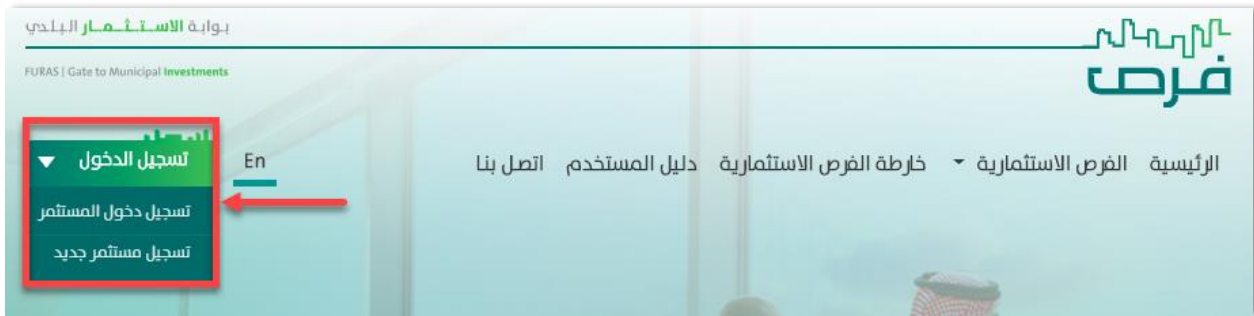 بوابة الاستثمار البلدي
FURAS | Gate to Municipal Investments
فرص
الرئيسية
الفرص الاستثمارية
خارطة الفرص الاستثمارية
دليل المستخدم
اتصل بنا
En
تسجيل الدخول
تسجيل دخول المستثمر
تسجيل مستثمر جديد